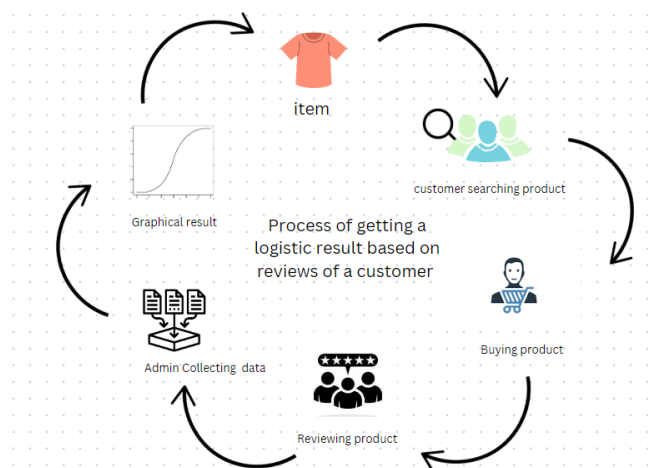 item
customer searching product
Graphical result
Process of getting a
logistic result based on
reviews of a customer
Buying product
Admin Collecting data
Reviewing product